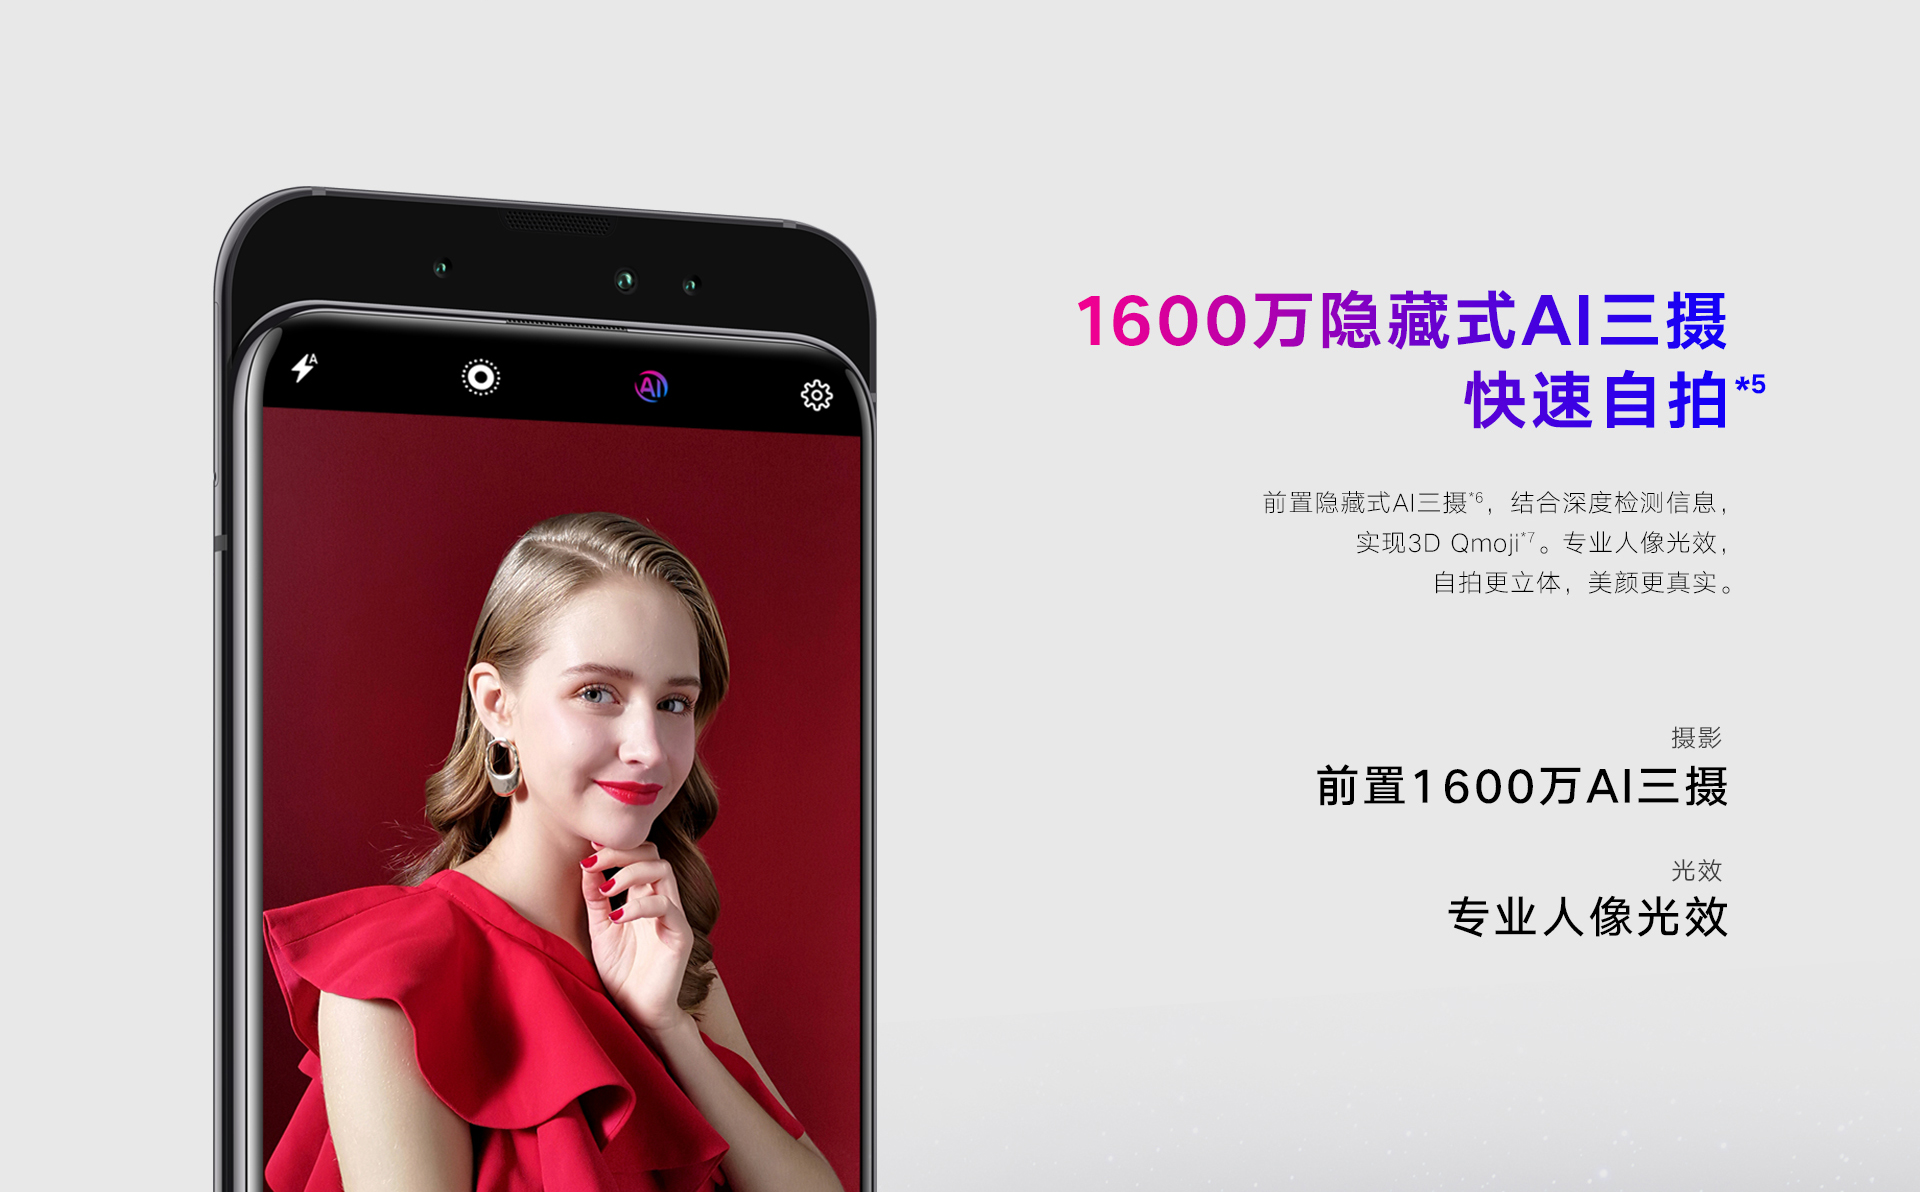 A
AI
1600万隐藏式AI三摄
快速自拍*5
前置隐藏式AI三摄*6，结合深度检测信息，
实现3D Qmoji*7。专业人像光效，
自拍更立体，美颜更真实。
摄影
前置1600万AI三摄
光效
专业人像光效